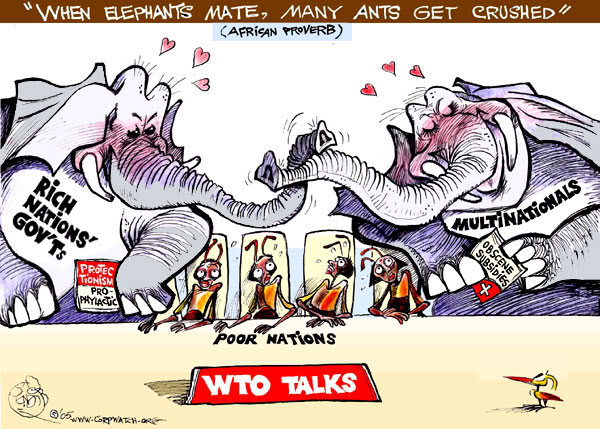 "WHEN ELEPHANTS MATE, MANY ANTS GET CRUSHED"
(AFRICAN PROVERB)
RICH
NATIONS'
GOV'TS
MULTINATIONALS
PROTEC
TIONISM
PRO-
PHYLACTIC
OBSCENE
SUBSIDIES
POOR NATIONS
WTO TALKS
©'05 WWW.CORPWATCH.ORG